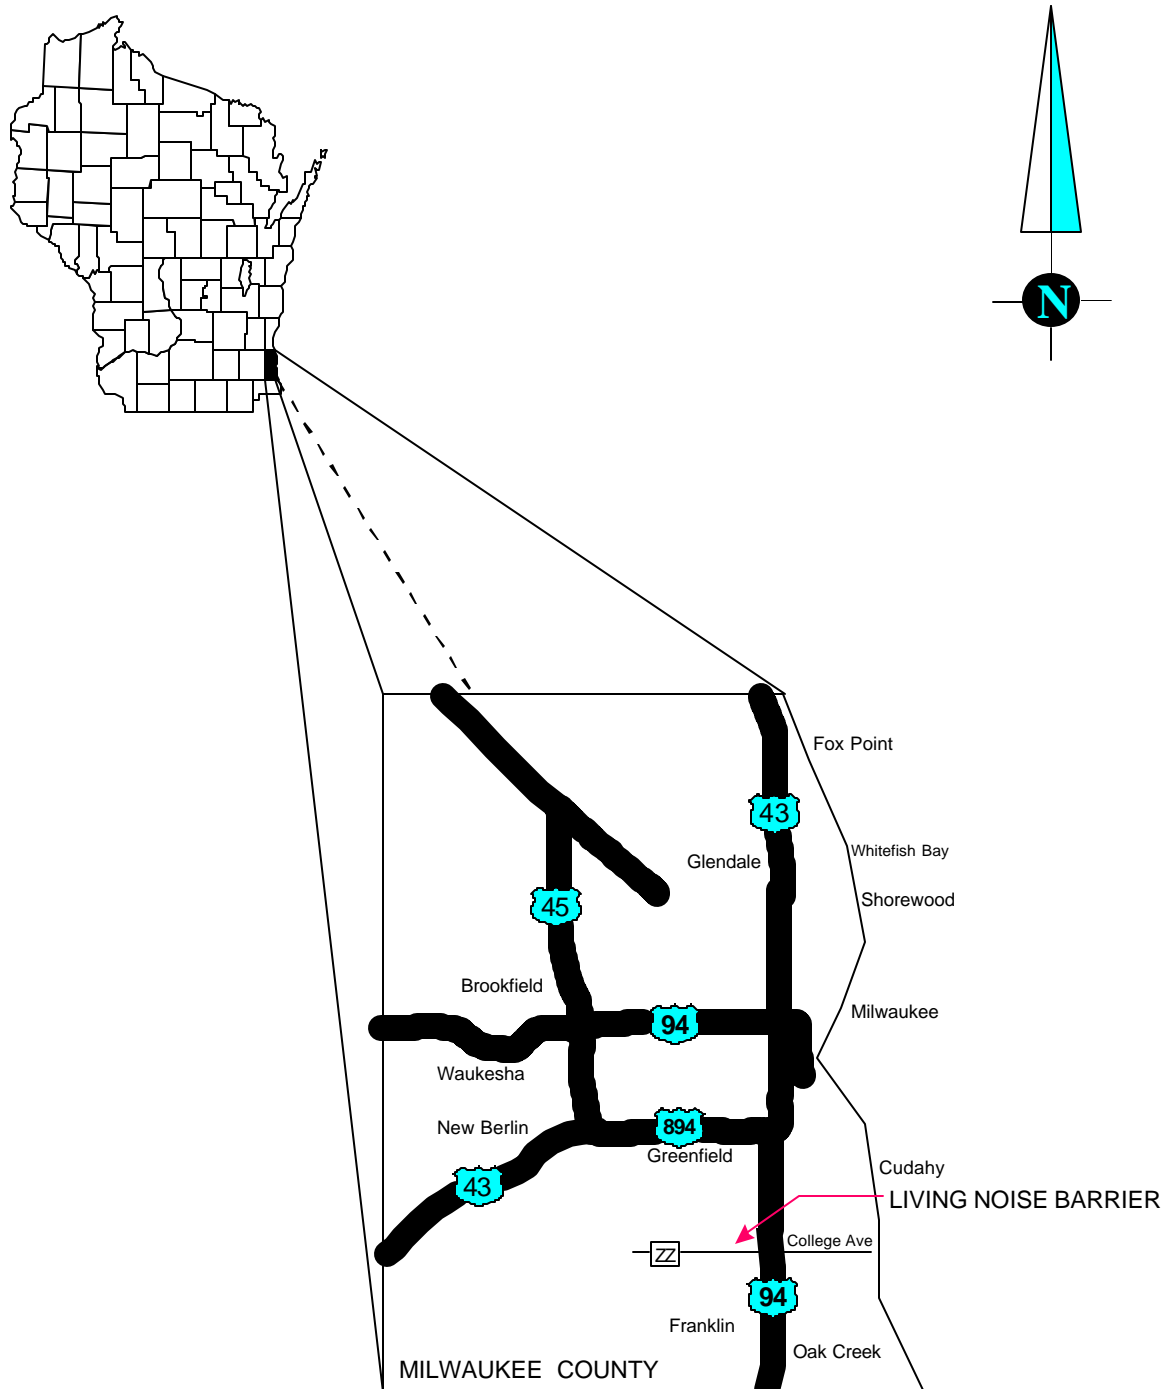 N
Fox Point
43
Whitefish Bay
Glendale
Shorewood
45
Brookfield
Milwaukee
94
Waukesha
New Berlin
894
Greenfield
Cudahy
43
LIVING NOISE BARRIER
College Ave
ZZ
94
Franklin
Oak Creek
MILWAUKEE COUNTY